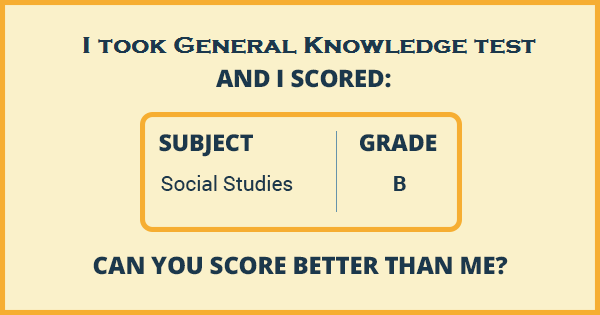 I took General Knowledge test
AND I SCORED:
SUBJECT GRADE
Social Studies B
CAN YOU SCORE BETTER THAN ME?